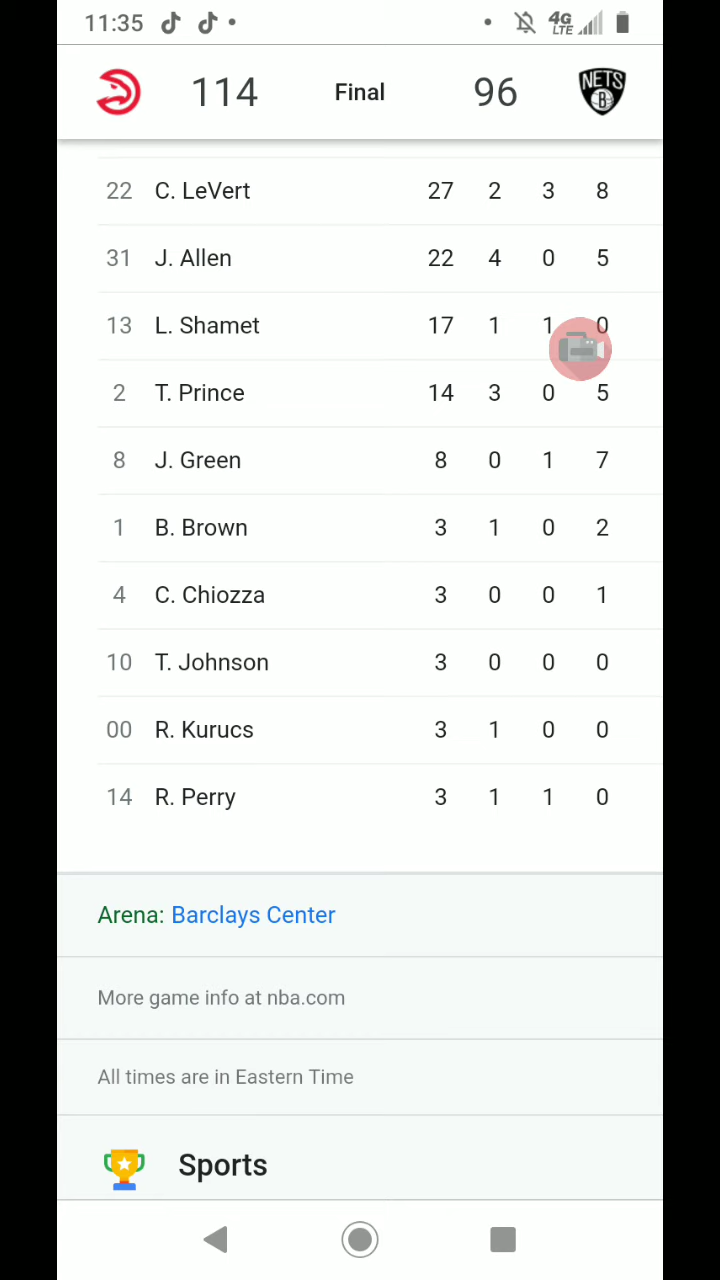 11:35 4G LTE
114 Final 96 NETS B
22 C. LeVert 27 2 3 8
31 J. Allen 22 4 0 5
13 L. Shamet 17 1 1 0
2 T. Prince 14 3 0 5
8 J. Green 8 0 1 7
1 B. Brown 3 1 0 2
4 C. Chiozza 3 0 0 1
10 T. Johnson 3 0 0 0
00 R. Kurucs 3 1 0 0
14 R. Perry 3 1 1 0
Arena: Barclays Center
More game info at nba.com
All times are in Eastern Time
Sports